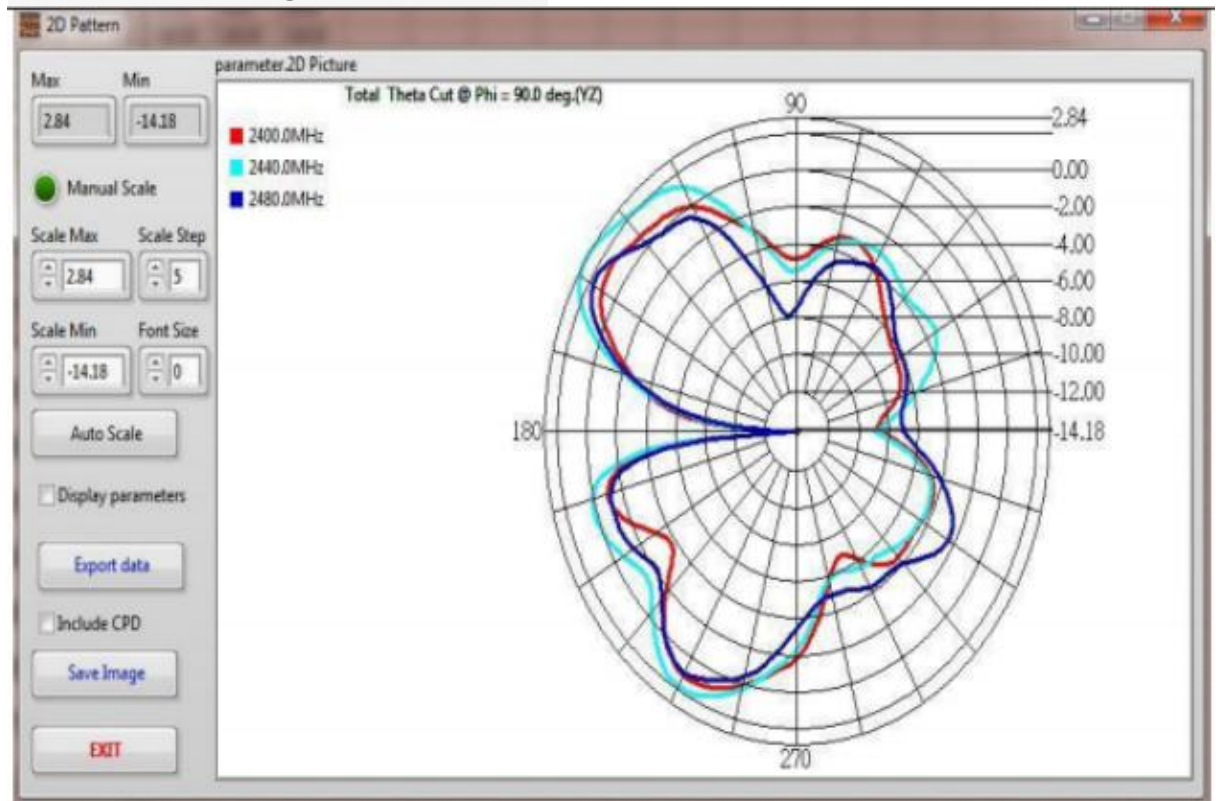 2D Pattern
Max Min
2.84 -14.18
Manual Scale
Scale Max Scale Step
2.84 5
Scale Min Font Size
-14.18 0
Auto Scale
Display parameters
Export data
Include CPD
Save Image
EXIT
parameter.2D Picture
Total Theta Cut @ Phi = 90.0 deg.(YZ)
2400.0MHz
2440.0MHz
2480.0MHz
90
2.84
0.00
-2.00
-4.00
-6.00
-8.00
-10.00
-12.00
180
-14.18
270